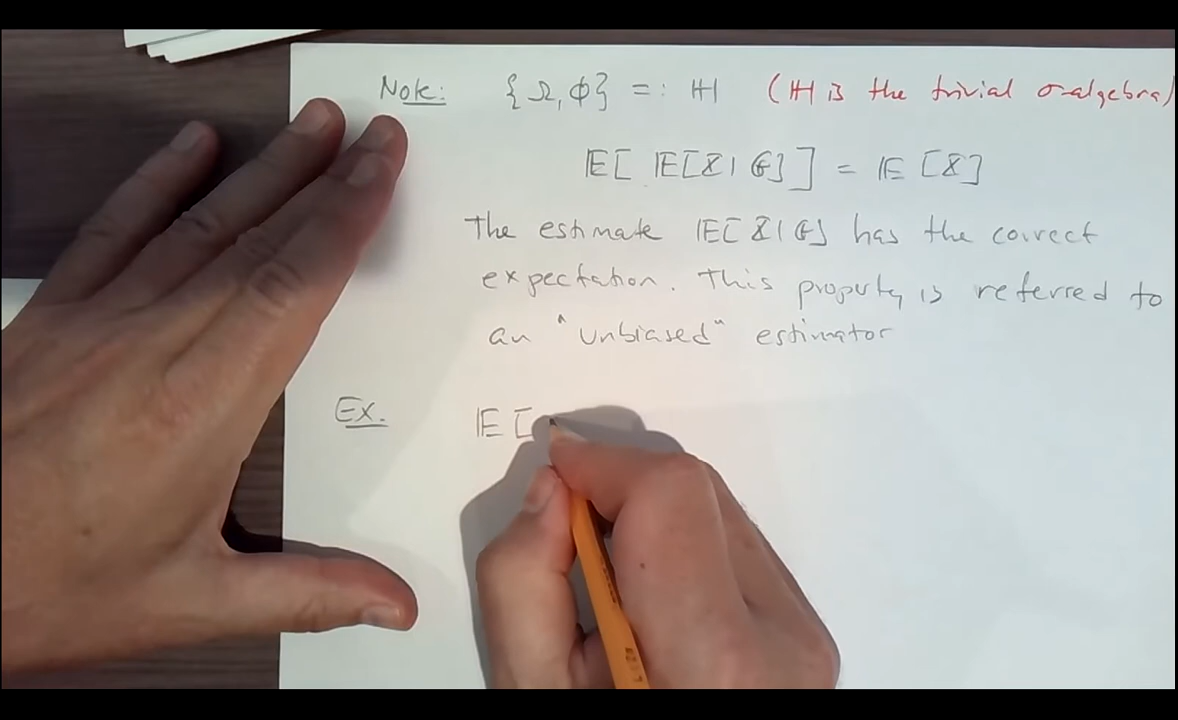 Note: {Ω, φ} =: ℍ (ℍ is the trivial σ-algebra)
𝔼[ 𝔼[X | G] ] = 𝔼[X]
The estimate 𝔼[X|G] has the correct
expectation. This property is referred to
an "unbiased" estimator
Ex. 𝔼[